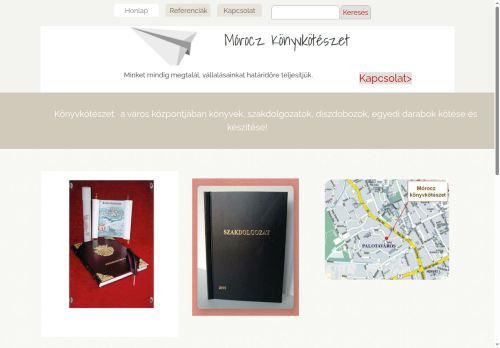 Honlap
Referenciák
Kapcsolat
Keresés
Mórocz Könyvkötészet
Minket mindig megtalál, vállalásainkat határidőre teljesítjük.
Kapcsolat>
Könyvkötészet,  a város központjában könyvek, szakdolgozatok, díszdobozok, egyedi darabok kötése és
készítése!
SZAKDOLGOZAT
Mórocz
könyvkötészet
PALOTAVÁROS